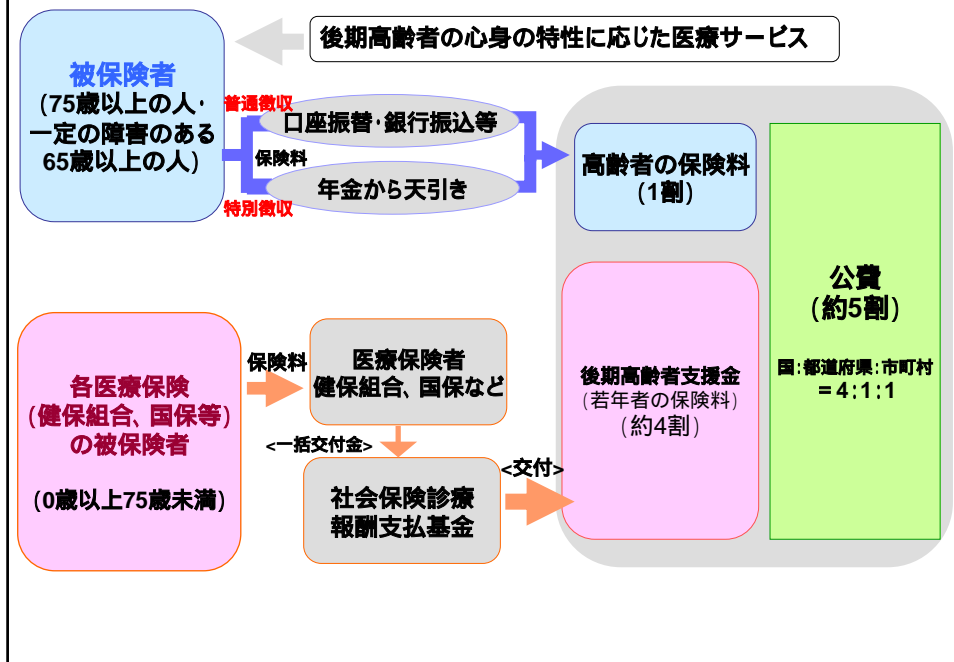 後期高齢者の心身の特性に応じた医療サービス
被保険者
(75歳以上の人・
一定の障害のある
65歳以上の人)
普通徴収
口座振替・銀行振込等
保険料
年金から天引き
特別徴収
高齢者の保険料
(1割)
公費
(約5割)
国:都道府県:市町村
=4:1:1
各医療保険
(健保組合、国保等)
の被保険者
(0歳以上75歳未満)
保険料
医療保険者
健保組合、国保など
<一括交付金>
社会保険診療
報酬支払基金
<交付>
後期高齢者支援金
(若年者の保険料)
(約4割)